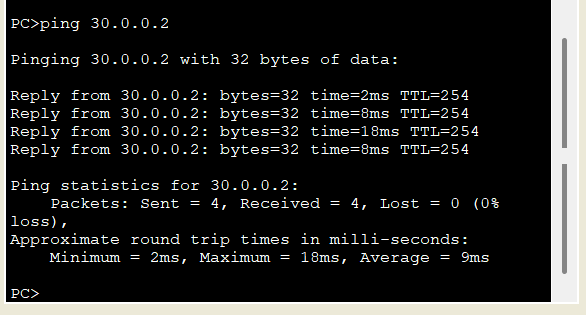 PC>ping 30.0.0.2
Pinging 30.0.0.2 with 32 bytes of data:
Reply from 30.0.0.2: bytes=32 time=2ms TTL=254
Reply from 30.0.0.2: bytes=32 time=8ms TTL=254
Reply from 30.0.0.2: bytes=32 time=18ms TTL=254
Reply from 30.0.0.2: bytes=32 time=8ms TTL=254
Ping statistics for 30.0.0.2:
    Packets: Sent = 4, Received = 4, Lost = 0 (0%
loss),
Approximate round trip times in milli-seconds:
    Minimum = 2ms, Maximum = 18ms, Average = 9ms
PC>